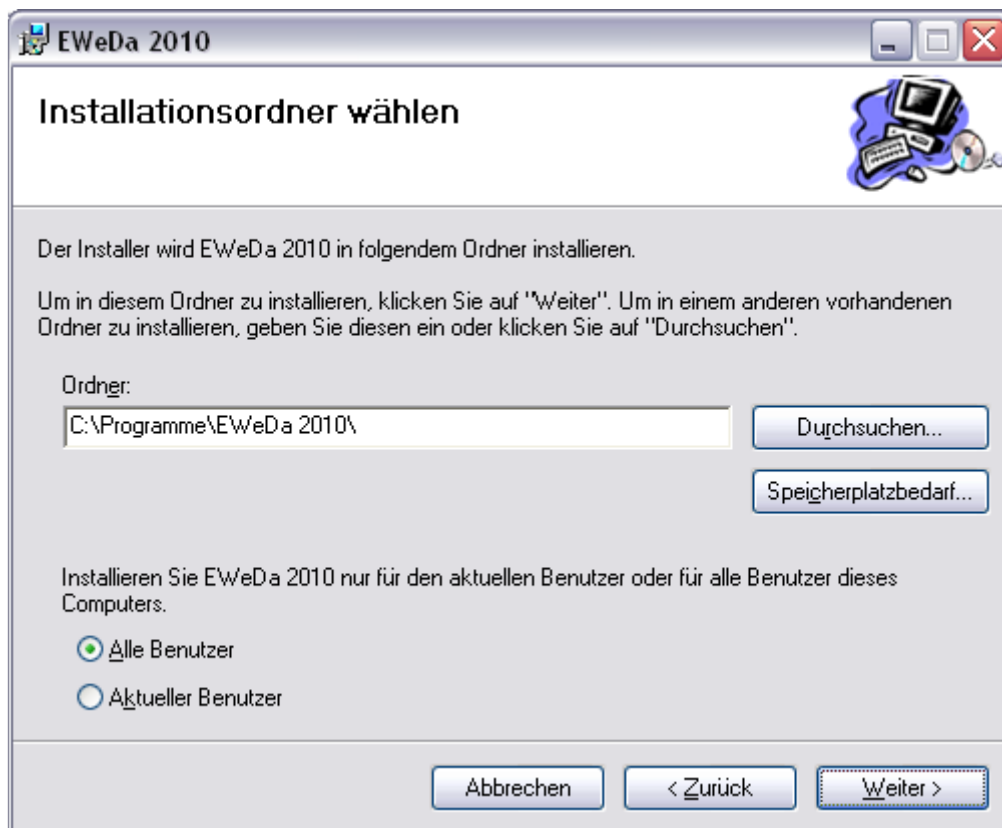 EWeDa 2010
Installationsordner wählen
Der Installer wird EWeDa 2010 in folgendem Ordner installieren.
Um in diesem Ordner zu installieren, klicken Sie auf "Weiter". Um in einem anderen vorhandenen
Ordner zu installieren, geben Sie diesen ein oder klicken Sie auf "Durchsuchen".
Ordner:
C:\Programme\EWeDa 2010\
Durchsuchen...
Speicherplatzbedarf...
Installieren Sie EWeDa 2010 nur für den aktuellen Benutzer oder für alle Benutzer dieses
Computers.
Alle Benutzer
Aktueller Benutzer
Abbrechen < Zurück Weiter >